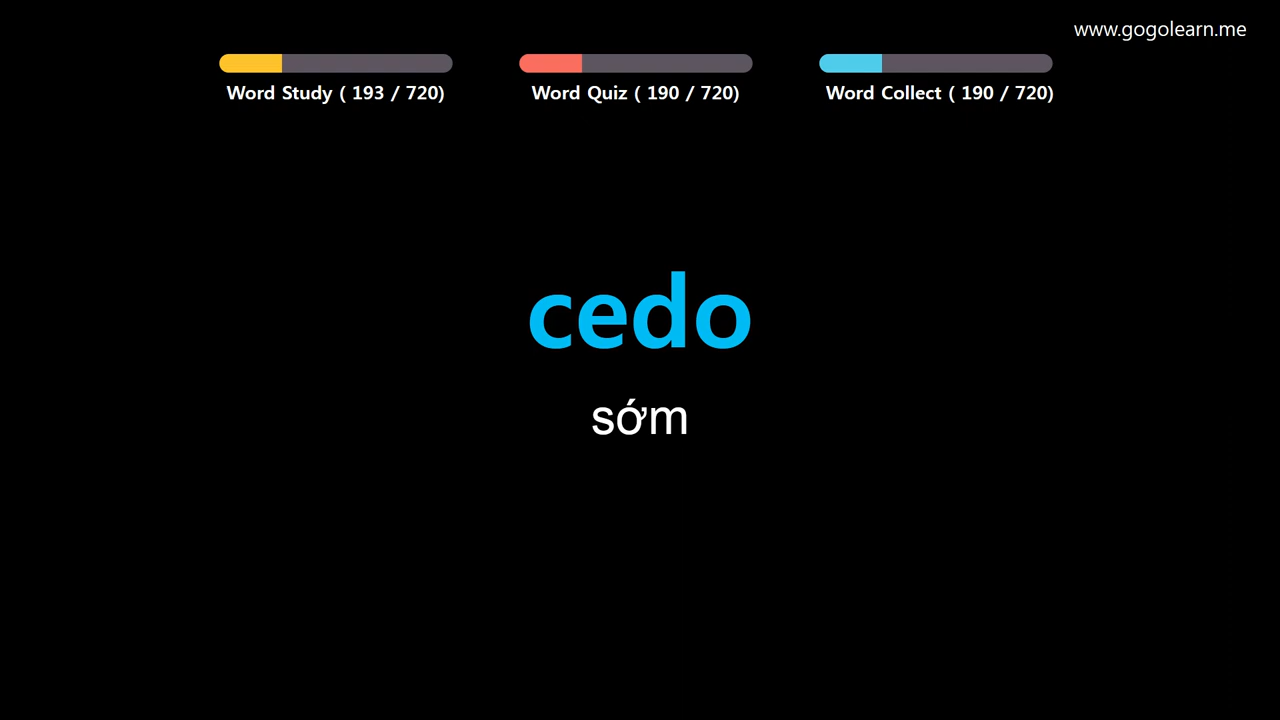 www.gogolearn.me
Word Study ( 193 / 720)
Word Quiz ( 190 / 720)
Word Collect ( 190 / 720)
cedo
sớm